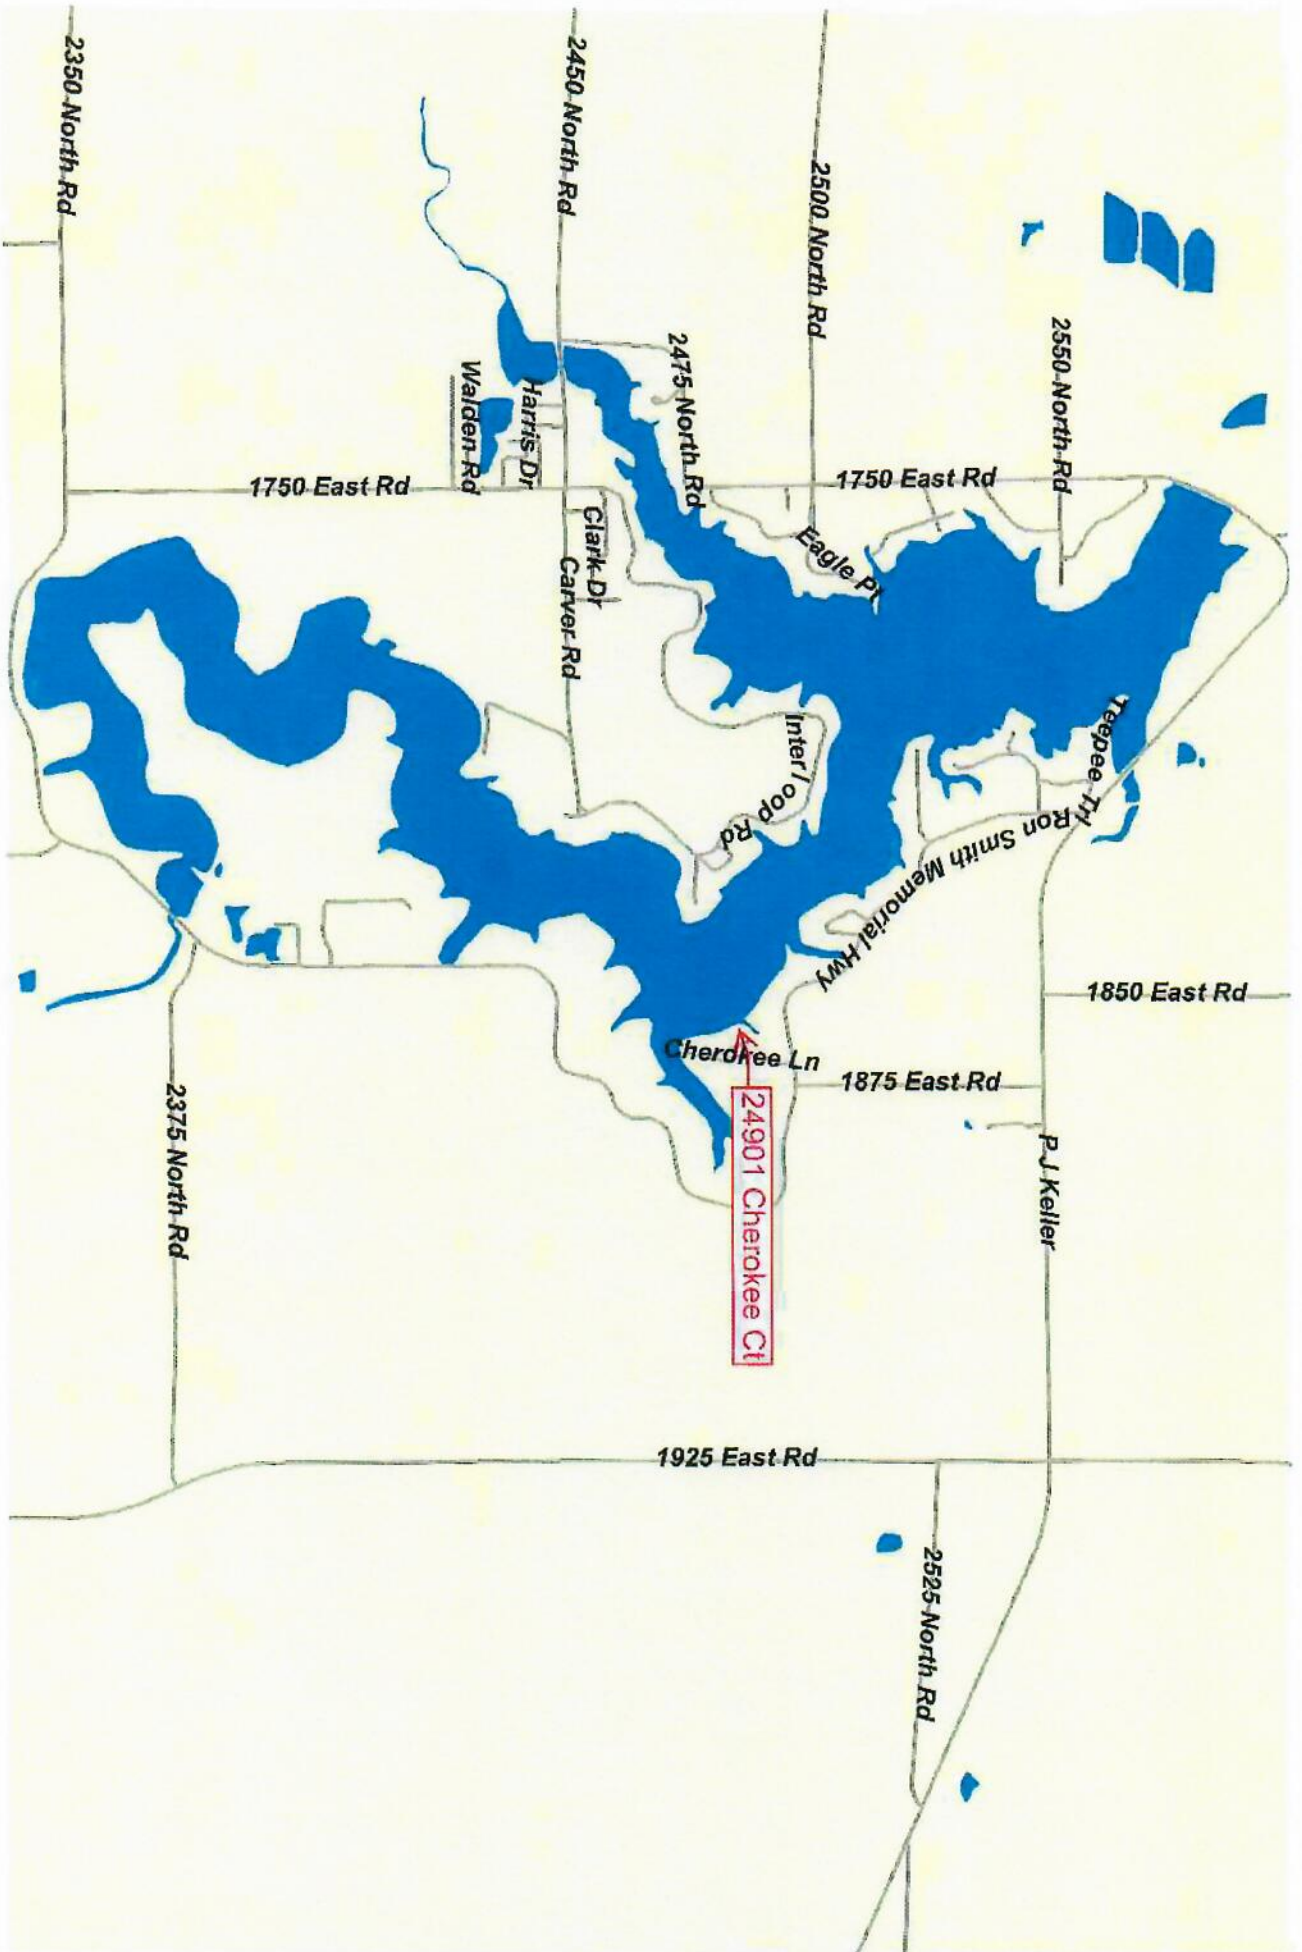 2350 North Rd
2450 North Rd
2500 North Rd
2550 North Rd
2475 North Rd
Walden Rd
Harris Dr
1750 East Rd
1750 East Rd
Clark Dr
Carver Rd
Eagle Pt
Inter loop Rd
Teepee Trl
Ron Smith Memorial Hwy
1850 East Rd
Cherokee Ln
1875 East Rd
24901 Cherokee Ct
2375 North Rd
P J Keller
1925 East Rd
2525 North Rd